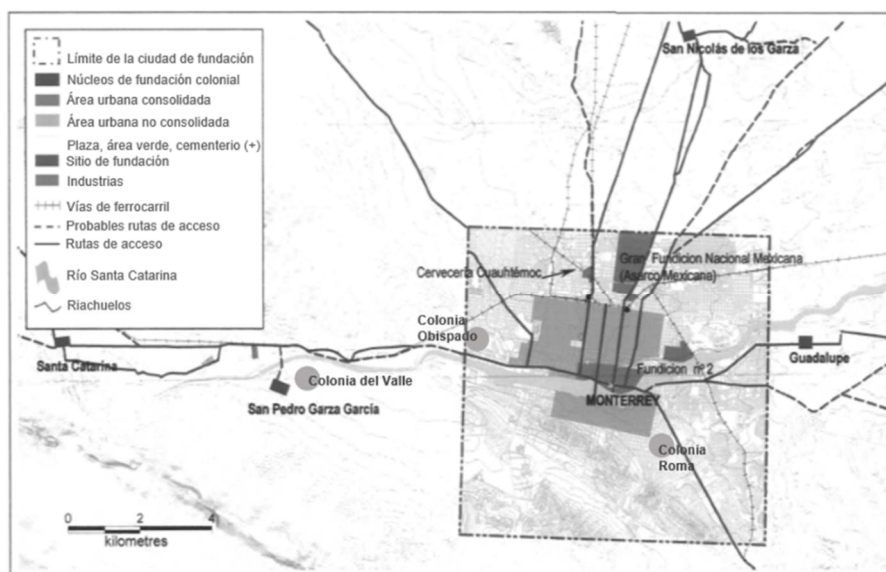 Límite de la ciudad de fundación
Núcleos de fundación colonial
Área urbana consolidada
Área urbana no consolidada
Plaza, área verde, cementerio (+)
Sitio de fundación
Industrias
Vías de ferrocarril
Probables rutas de acceso
Rutas de acceso
Río Santa Catarina
Riachuelos
San Nicolás de los Garza
Gran Fundicion Nacional Mexicana
(Asarco Mexicana)
Cervecería Cuauhtémoc
Colonia
Obispado
Santa Catarina
Colonia del Valle
San Pedro Garza García
Fundicion nº 2
Guadalupe
MONTERREY
Colonia
Roma
0 2 4
kilometres